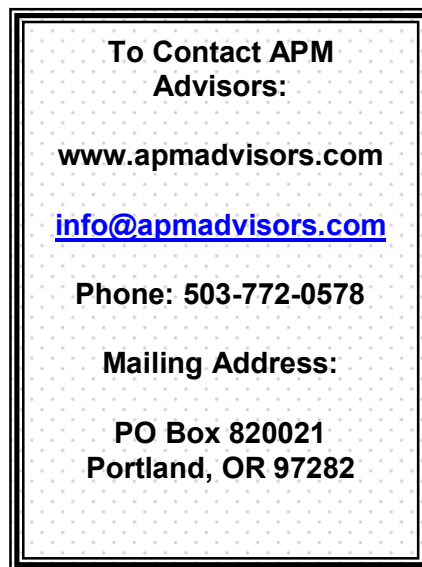 To Contact APM
Advisors:
www.apmadvisors.com
info@apmadvisors.com
Phone: 503-772-0578
Mailing Address:
PO Box 820021
Portland, OR 97282